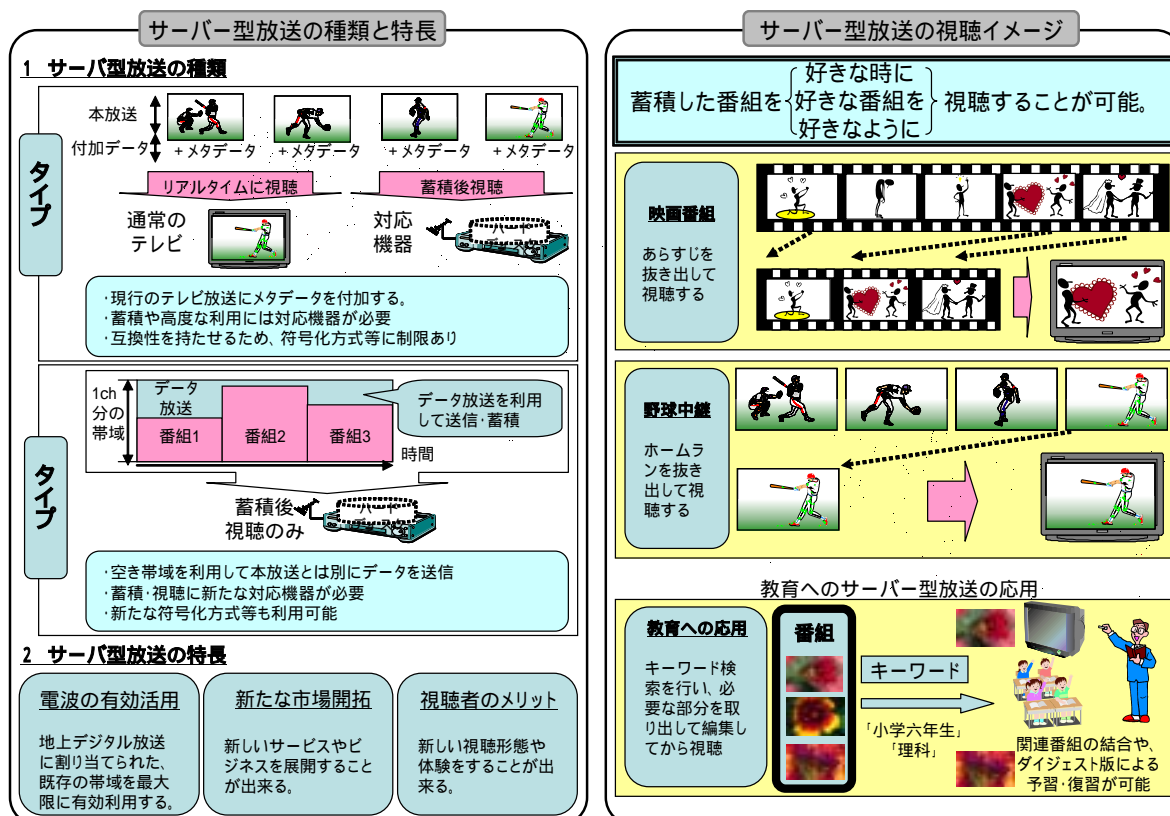 サーバー型放送の種類と特長
1 サーバ型放送の種類
タイプ
本放送
付加データ
+メタデータ
+メタデータ
+メタデータ
+メタデータ
リアルタイムに視聴
蓄積後視聴
通常の
テレビ
対応
機器
・現行のテレビ放送にメタデータを付加する。
・蓄積や高度な利用には対応機器が必要
・互換性を持たせるため、符号化方式等に制限あり
タイプ
1ch
分の
帯域
データ
放送
番組1
番組2
番組3
時間
データ放送を利用
して送信・蓄積
蓄積後
視聴のみ
・空き帯域を利用して本放送とは別にデータを送信
・蓄積・視聴に新たな対応機器が必要
・新たな符号化方式等も利用可能
2 サーバ型放送の特長
電波の有効活用
地上デジタル放送
に割り当てられた、
既存の帯域を最大
限に有効利用する。
新たな市場開拓
新しいサービスやビ
ジネスを展開すること
が出来る。
視聴者のメリット
新しい視聴形態や
体験をすることが出
来る。
サーバー型放送の視聴イメージ
蓄積した番組を
好きな時に
好きな番組を
好きなように
視聴することが可能。
映画番組
あらすじを
抜き出して
視聴する
野球中継
ホームラ
ンを抜き
出して視
聴する
教育へのサーバー型放送の応用
教育への応用
キーワード検
索を行い、必
要な部分を取
り出して編集し
てから視聴
番組
キーワード
「小学六年生」
「理科」
関連番組の結合や、
ダイジェスト版による
予習・復習が可能